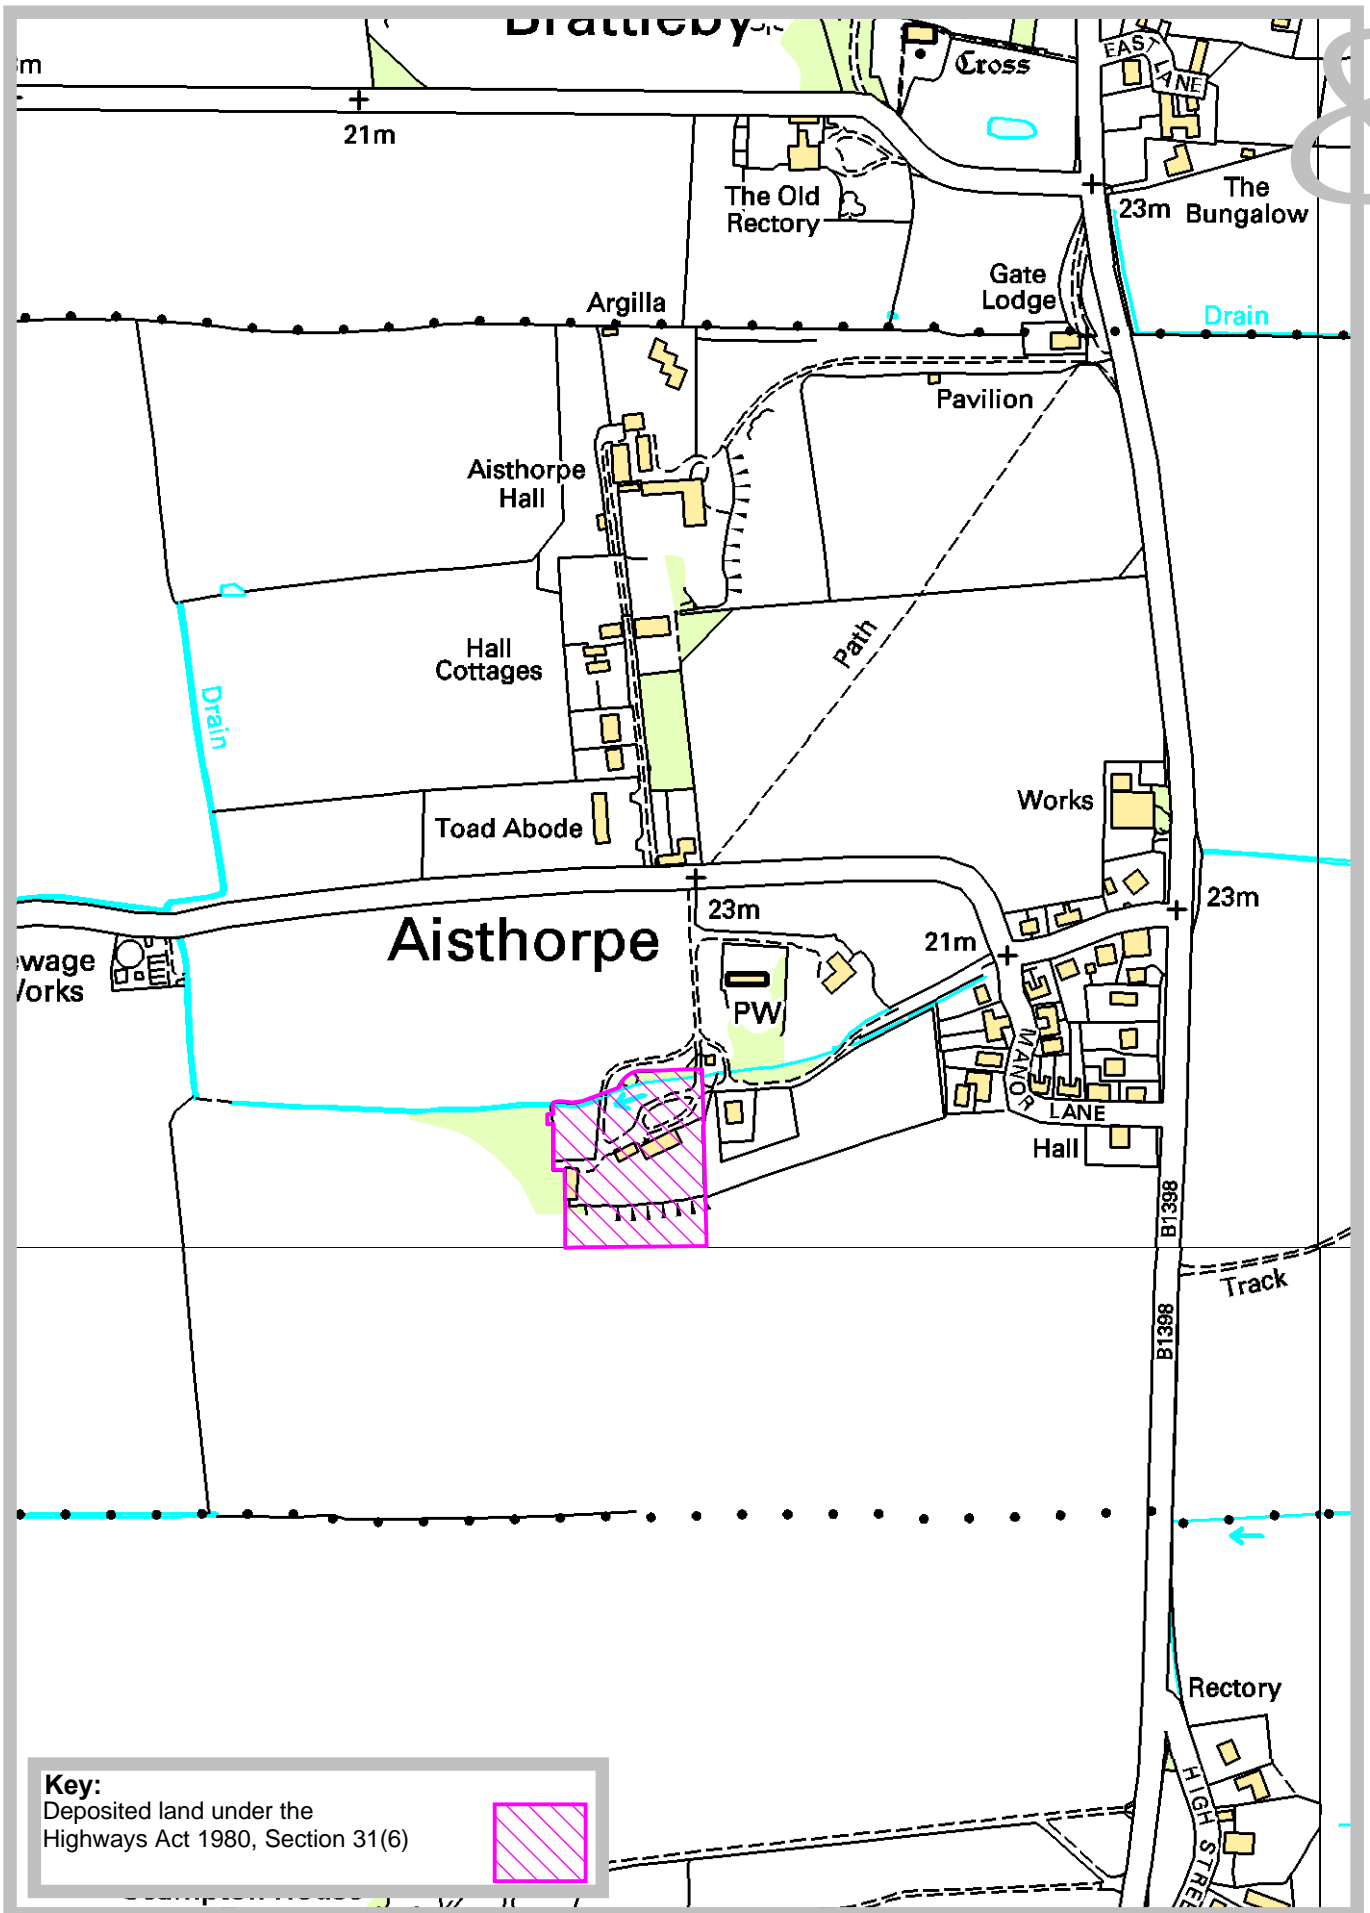 Brattleby
&
EAST LANE
Cross
21m
The Old
Rectory
23m
The
Bungalow
Gate
Lodge
Argilla
Drain
Pavilion
Aisthorpe
Hall
Path
Hall
Cottages
Drain
Works
Toad Abode
23m
23m
Aisthorpe
21m
PW
MANOR
LANE
Hall
B1398
Track
B1398
Rectory
HIGH STREE
Key:
Deposited land under the
Highways Act 1980, Section 31(6)